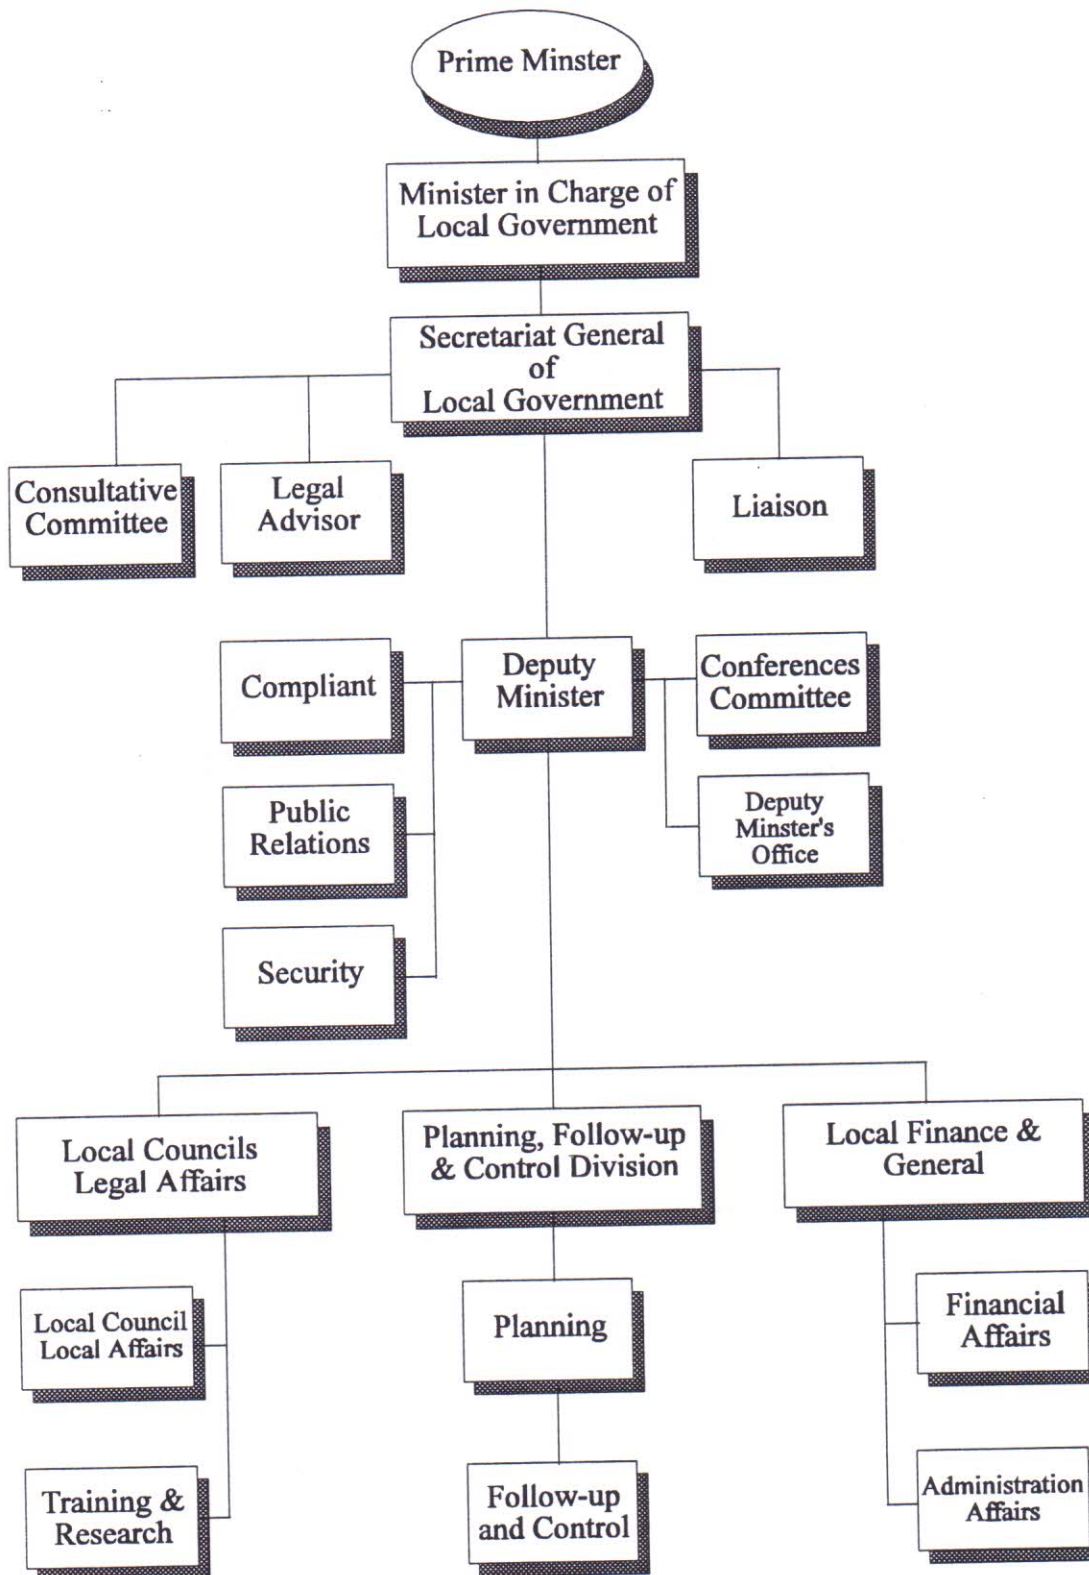 Prime Minster
Minister in Charge of
Local Government
Secretariat General
of
Local Government
Consultative
Committee
Legal
Advisor
Liaison
Compliant
Deputy
Minister
Conferences
Committee
Public
Relations
Deputy
Minster's
Office
Security
Local Councils
Legal Affairs
Planning, Follow-up
& Control Division
Local Finance &
General
Local Council
Local Affairs
Planning
Financial
Affairs
Training &
Research
Follow-up
and Control
Administration
Affairs